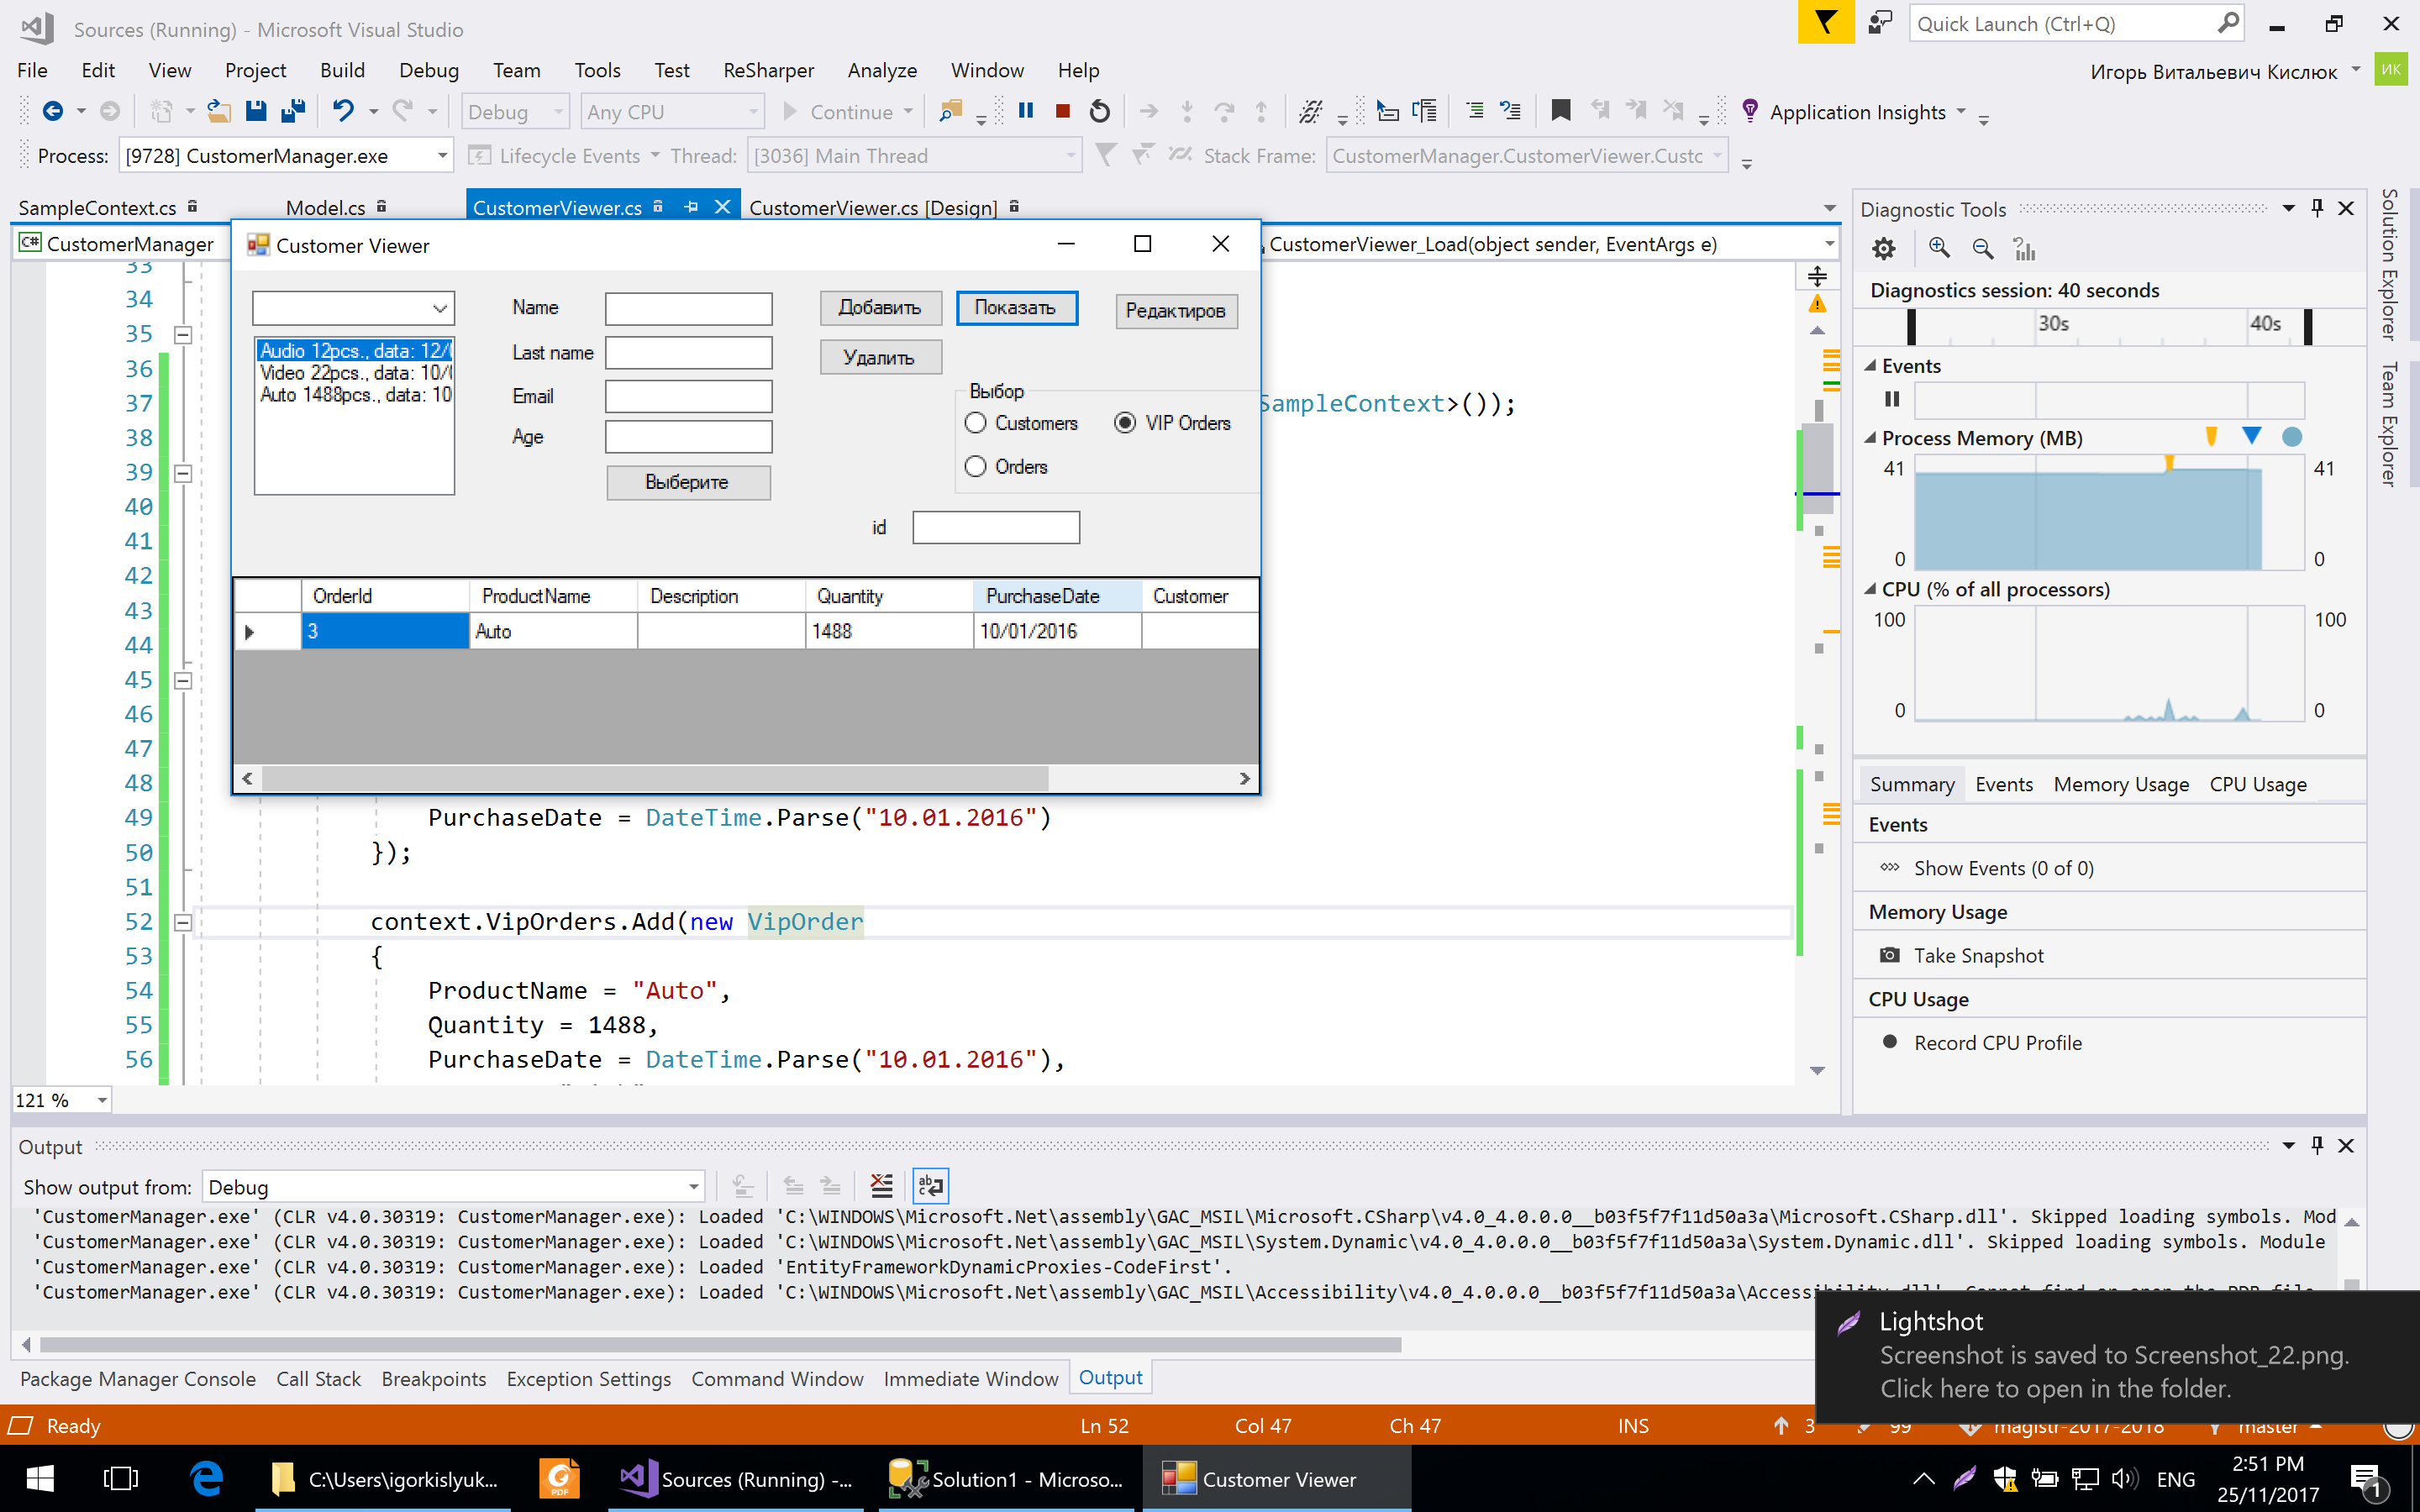 Sources (Running) - Microsoft Visual Studio
Quick Launch (Ctrl+Q)
File Edit View Project Build Debug Team Tools Test ReSharper Analyze Window Help
Игорь Витальевич Кислюк
ИК
Debug Any CPU Continue Application Insights
Process: [9728] CustomerManager.exe Lifecycle Events Thread: [3036] Main Thread Stack Frame: CustomerManager.CustomerViewer.Custc
SampleContext.cs Model.cs CustomerViewer.cs CustomerViewer.cs [Design]
C# CustomerManager
CustomerViewer_Load(object sender, EventArgs e)
Customer Viewer
Name
Last name
Email
Age
Выберите
Добавить Показать Редактиров
Удалить
Выбор
Customers VIP Orders
Orders
id
Audio 12pcs., data: 12/
Video 22pcs., data: 10/
Auto 1488pcs., data: 10
OrderId ProductName Description Quantity PurchaseDate Customer
3 Auto 1488 10/01/2016
33
34
35
36
37 SampleContext>());
38
39
40
41
42
43
44
45
46
47
48
49 PurchaseDate = DateTime.Parse("10.01.2016")
50 });
51
52 context.VipOrders.Add(new VipOrder
53 {
54 ProductName = "Auto",
55 Quantity = 1488,
56 PurchaseDate = DateTime.Parse("10.01.2016"),
121 %
Diagnostic Tools
Diagnostics session: 40 seconds
30s 40s
Events
Process Memory (MB)
41 41
0 0
CPU (% of all processors)
100 100
0 0
Summary Events Memory Usage CPU Usage
Events
Show Events (0 of 0)
Memory Usage
Take Snapshot
CPU Usage
Record CPU Profile
Solution Explorer
Team Explorer
Output
Show output from: Debug
'CustomerManager.exe' (CLR v4.0.30319: CustomerManager.exe): Loaded 'C:\WINDOWS\Microsoft.Net\assembly\GAC_MSIL\Microsoft.CSharp\v4.0_4.0.0.0__b03f5f7f11d50a3a\Microsoft.CSharp.dll'. Skipped loading symbols. Mod
'CustomerManager.exe' (CLR v4.0.30319: CustomerManager.exe): Loaded 'C:\WINDOWS\Microsoft.Net\assembly\GAC_MSIL\System.Dynamic\v4.0_4.0.0.0__b03f5f7f11d50a3a\System.Dynamic.dll'. Skipped loading symbols. Module
'CustomerManager.exe' (CLR v4.0.30319: CustomerManager.exe): Loaded 'EntityFrameworkDynamicProxies-CodeFirst'.
'CustomerManager.exe' (CLR v4.0.30319: CustomerManager.exe): Loaded 'C:\WINDOWS\Microsoft.Net\assembly\GAC_MSIL\Accessibility\v4.0_4.0.0.0__b03f5f7f11d50a3a\Accessibility.dll'. Cannot find or open the PDB file.
Lightshot
Screenshot is saved to Screenshot_22.png.
Click here to open in the folder.
Package Manager Console Call Stack Breakpoints Exception Settings Command Window Immediate Window Output
Ready Ln 52 Col 47 Ch 47 INS 3 99 magistr-2017-2018 master
C:\Users\igorkislyuk... PDF Sources (Running) -... Solution1 - Microso... Customer Viewer
ENG
2:51 PM
25/11/2017
1